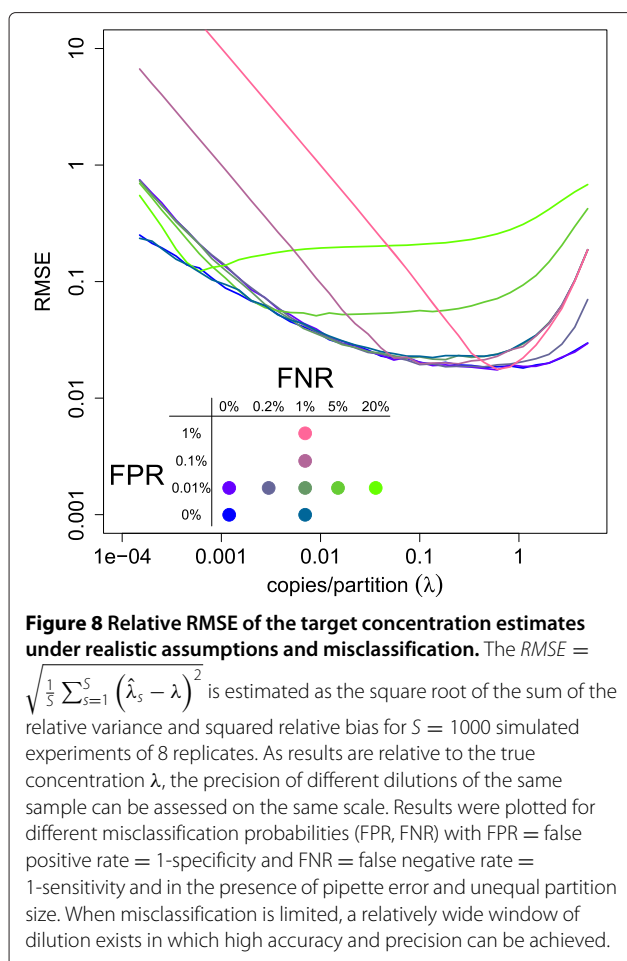 10
1
0.1
0.01
0.001
RMSE
FNR
0% 0.2% 1% 5% 20%
1%
0.1%
FPR
0.01%
0%
1e−04 0.001 0.01 0.1 1
copies/partition (λ)
Figure 8 Relative RMSE of the target concentration estimates
under realistic assumptions and misclassification. The RMSE =
√(1/S ∑_{s=1}^{S} (λ̂_s − λ)²) is estimated as the square root of the sum of the
relative variance and squared relative bias for S = 1000 simulated
experiments of 8 replicates. As results are relative to the true
concentration λ, the precision of different dilutions of the same
sample can be assessed on the same scale. Results were plotted for
different misclassification probabilities (FPR, FNR) with FPR = false
positive rate = 1-specificity and FNR = false negative rate =
1-sensitivity and in the presence of pipette error and unequal partition
size. When misclassification is limited, a relatively wide window of
dilution exists in which high accuracy and precision can be achieved.